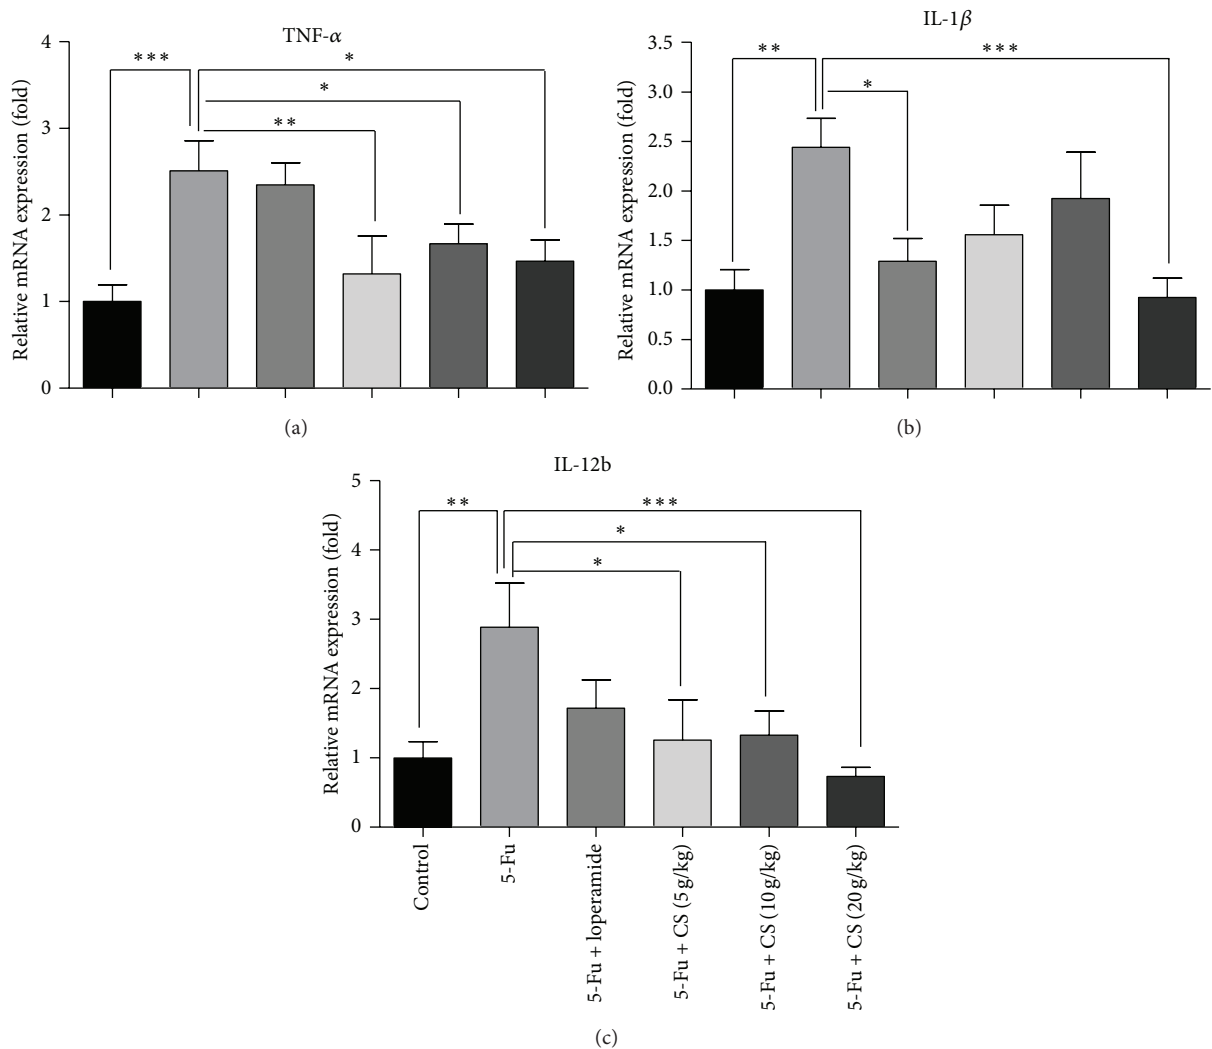 TNF-α
Relative mRNA expression (fold)
4
3
2
1
0
***
*
*
**
(a)
IL-1β
Relative mRNA expression (fold)
3.5
3.0
2.5
2.0
1.5
1.0
0.5
0.0
**
***
*
(b)
IL-12b
Relative mRNA expression (fold)
5
4
3
2
1
0
**
***
*
*
Control
5-Fu
5-Fu + loperamide
5-Fu + CS (5 g/kg)
5-Fu + CS (10 g/kg)
5-Fu + CS (20 g/kg)
(c)